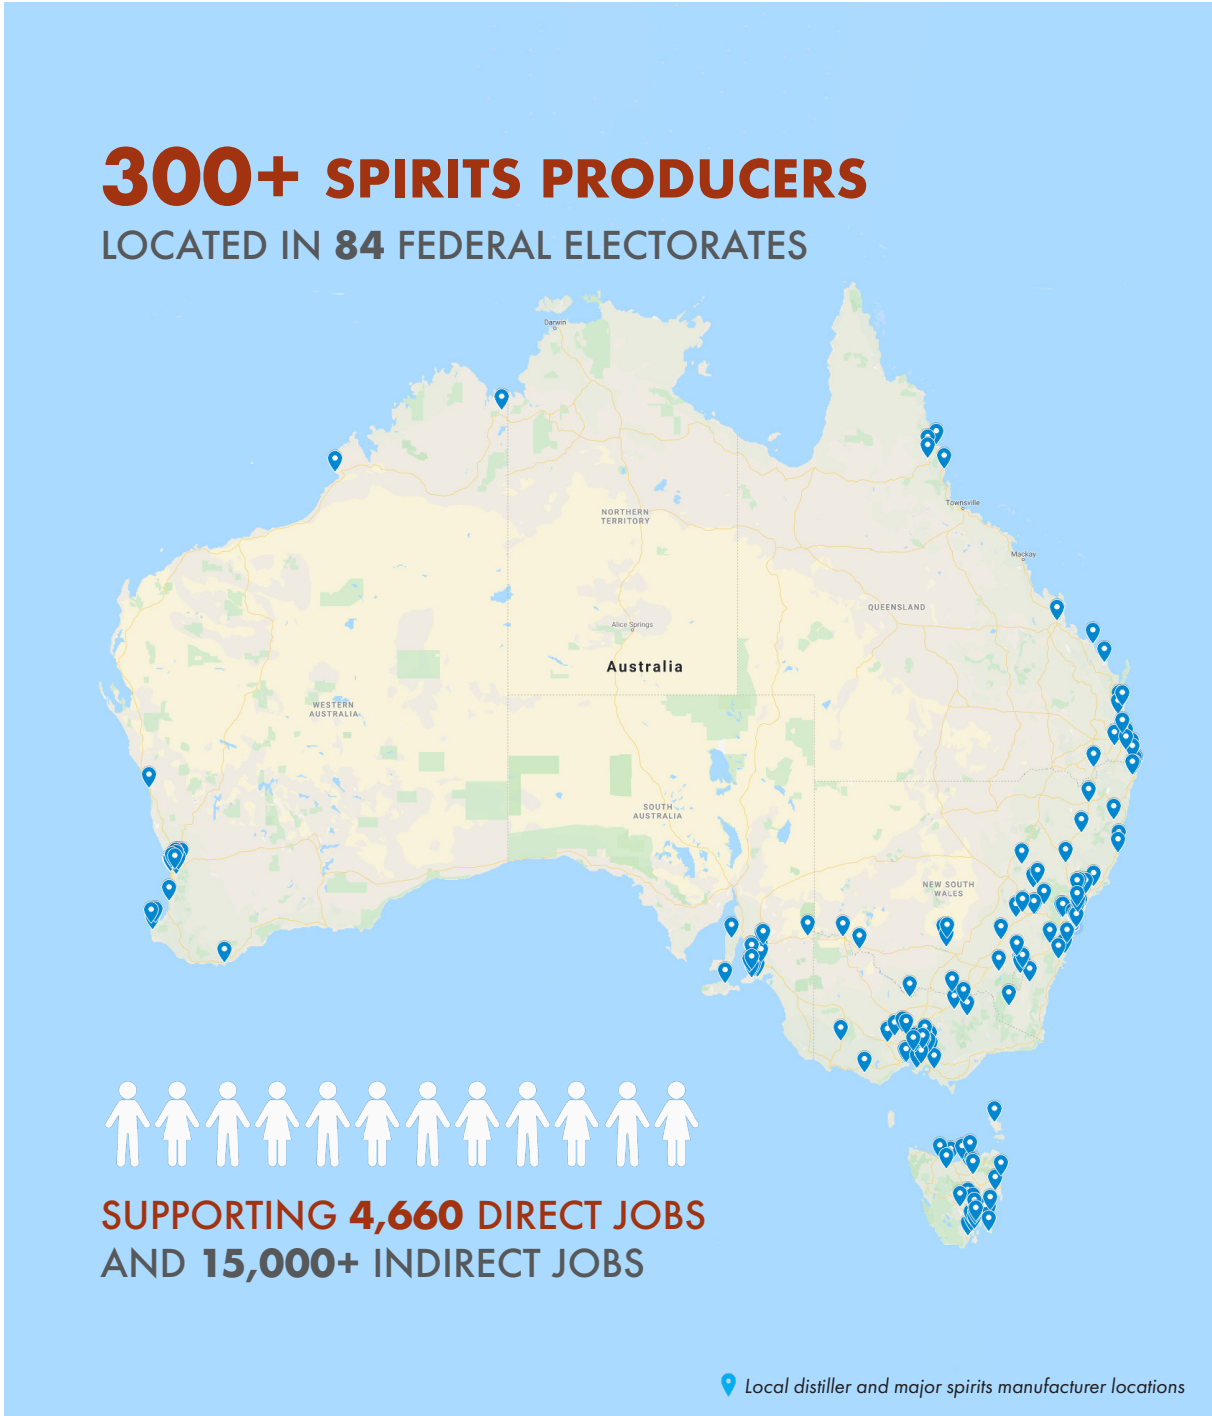 300+ SPIRITS PRODUCERS
LOCATED IN 84 FEDERAL ELECTORATES
Darwin
Townsville
NORTHERN
TERRITORY
Mackay
QUEENSLAND
Alice Springs
Australia
WESTERN
AUSTRALIA
SOUTH
AUSTRALIA
NEW SOUTH
WALES
SUPPORTING 4,660 DIRECT JOBS
AND 15,000+ INDIRECT JOBS
Local distiller and major spirits manufacturer locations